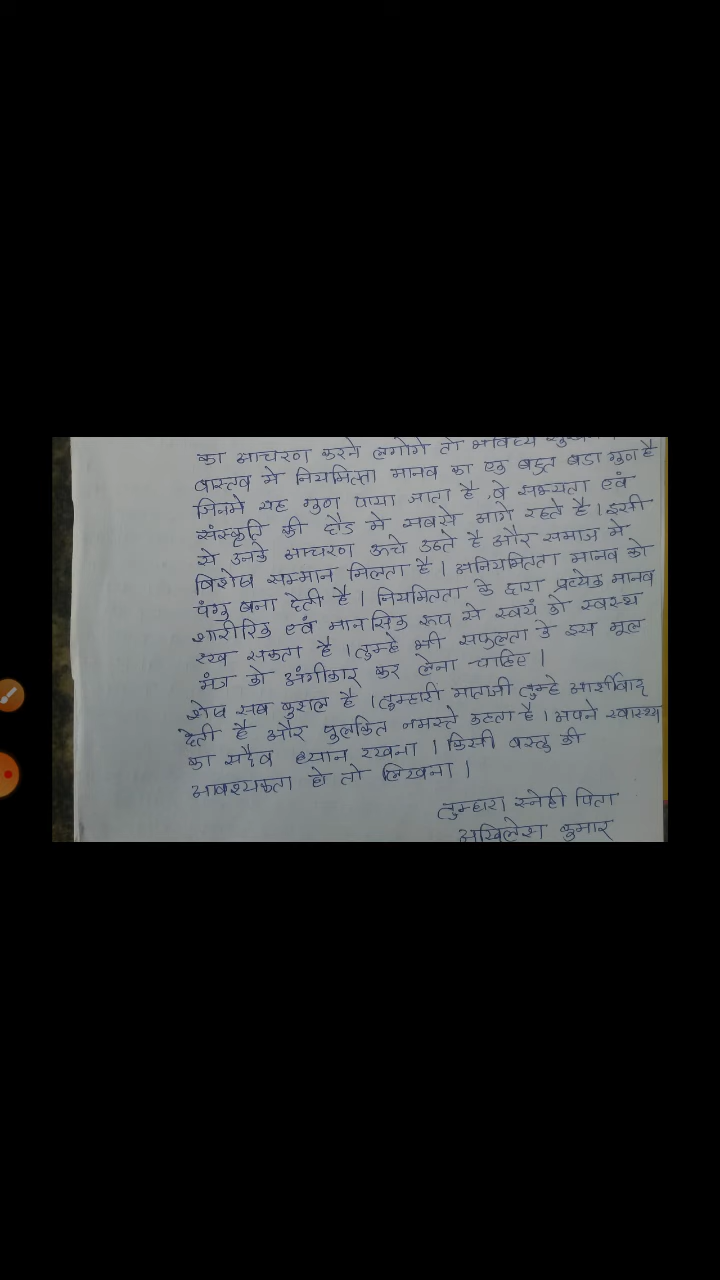 का आचरण करने लगोगे तो
वास्तव मे नियमितता मानव का एक बहुत बडा गुण है
जिनमे यह गुण पाया जाता है, वे सभ्यता एवं
संस्कृति की दौड मे सबसे आगे रहते है। इसी
से उनके आचरण ऊचे उठते है और समाज मे
विशेष सम्मान मिलता है। अनियमितता मानव को
पंगु बना देती है। नियमितता के द्वारा प्रत्येक मानव
शारीरिक एवं मानसिक रूप से स्वयं को स्वस्थ
रख सकता है। तुम्हे भी सफलता के इस मूल
मंत्र को अंगीकार कर लेना चाहिए।
शेष सब कुशल है। तुम्हारी माताजी तुम्हे आर्शीवाद
देती है और पुलकित नमस्ते कहता है। अपने स्वास्थ्य
का सदैव ध्यान रखना। किसी वस्तु की
आवश्यकता हो तो लिखना।
तुम्हारा स्नेही पिता
अखिलेश कुमार